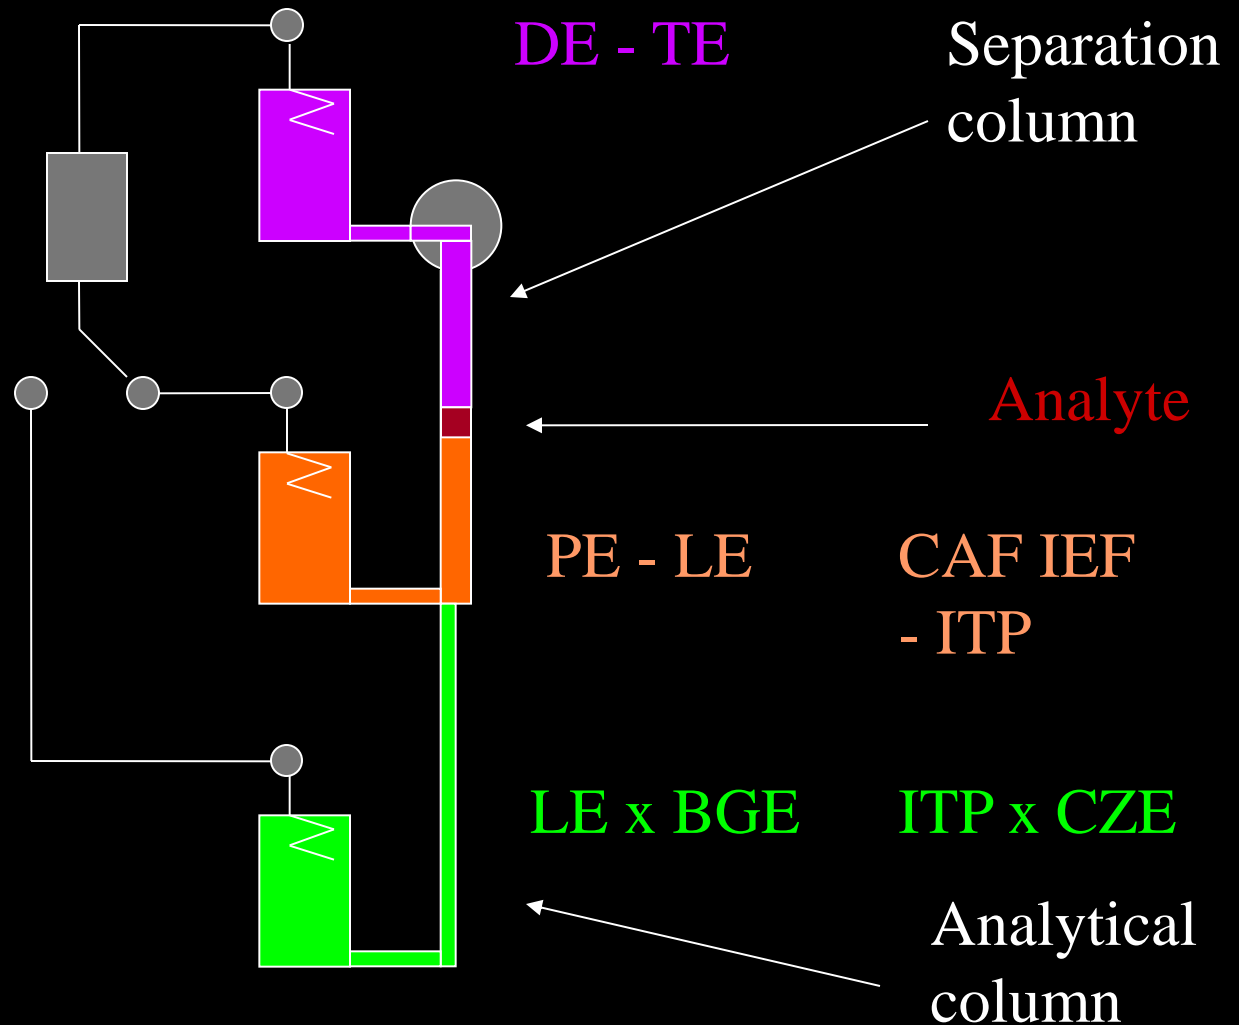 DE - TE
Separation
column
Analyte
PE - LE
CAF IEF
- ITP
LE x BGE
ITP x CZE
Analytical
column